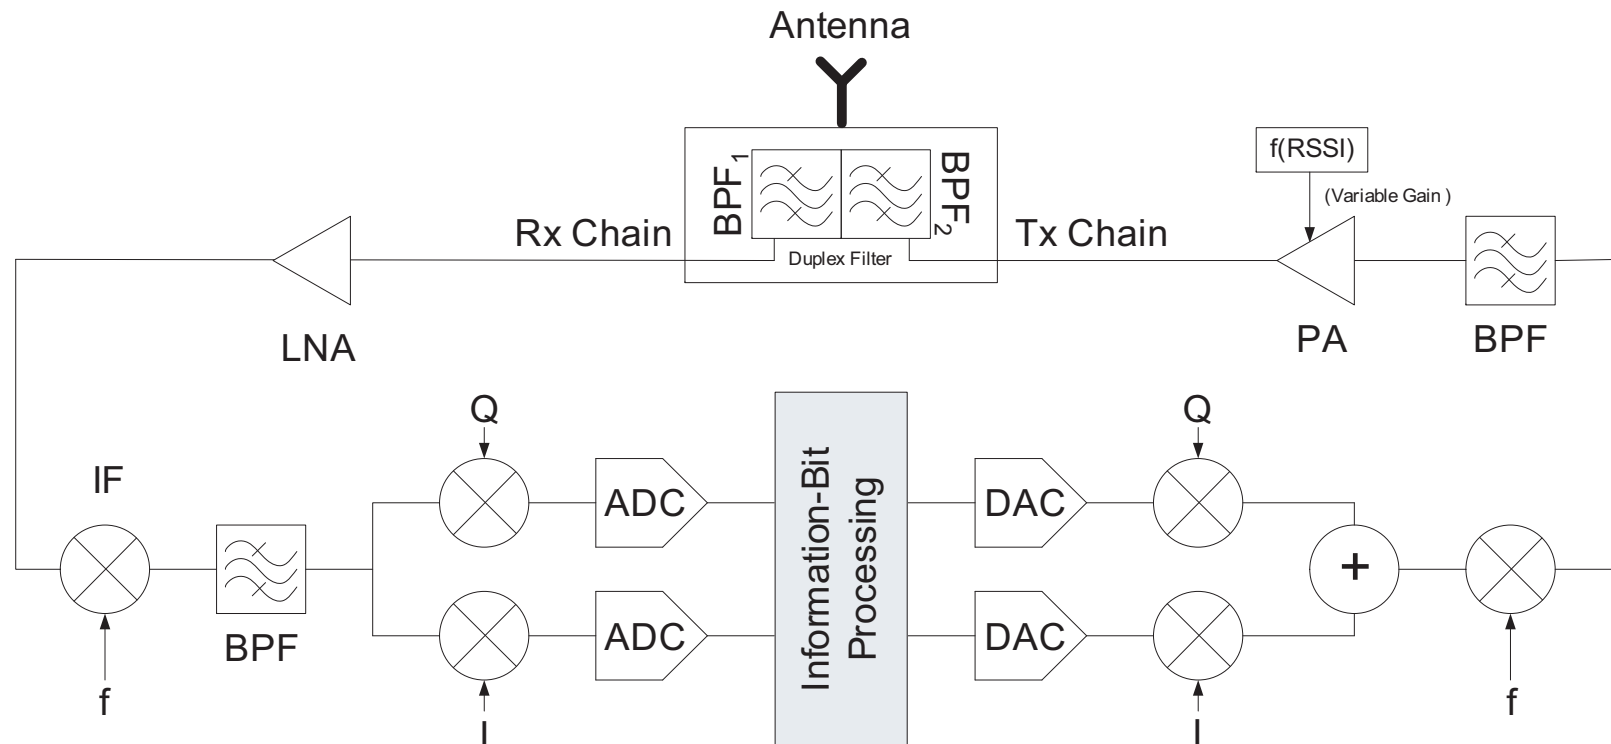 Antenna
f(RSSI)
(Variable Gain )
BPF1
BPF2
Rx Chain
Tx Chain
Duplex Filter
LNA
PA
BPF
Q
Q
IF
ADC
DAC
Information-Bit
Processing
+
BPF
ADC
DAC
f
f
I
I